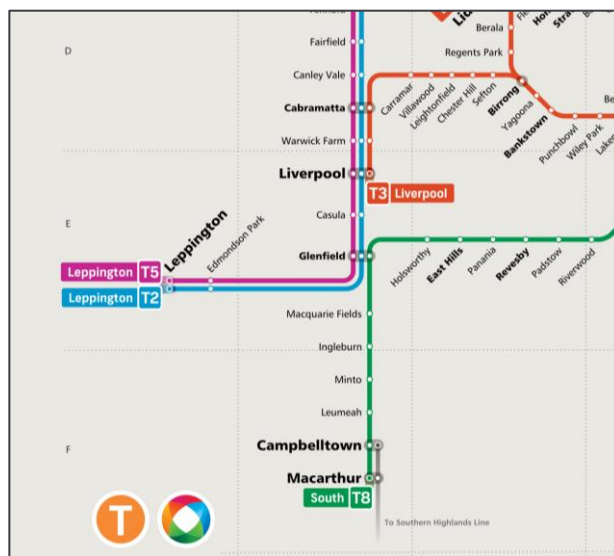 D
Fairfield
Canley Vale
Cabramatta
Warwick Farm
Liverpool
T3 Liverpool
Berala
Regents Park
Carramar
Villawood
Leightonfield
Chester Hill
Sefton
Birrong
Yagoona
Bankstown
Punchbowl
Wiley Park
E
Casula
Glenfield
Leppington
Edmondson Park
Leppington T5
Leppington T2
Holsworthy
East Hills
Panania
Revesby
Padstow
Riverwood
Macquarie Fields
Ingleburn
Minto
Leumeah
F
Campbelltown
Macarthur
South T8
To Southern Highlands Line
T